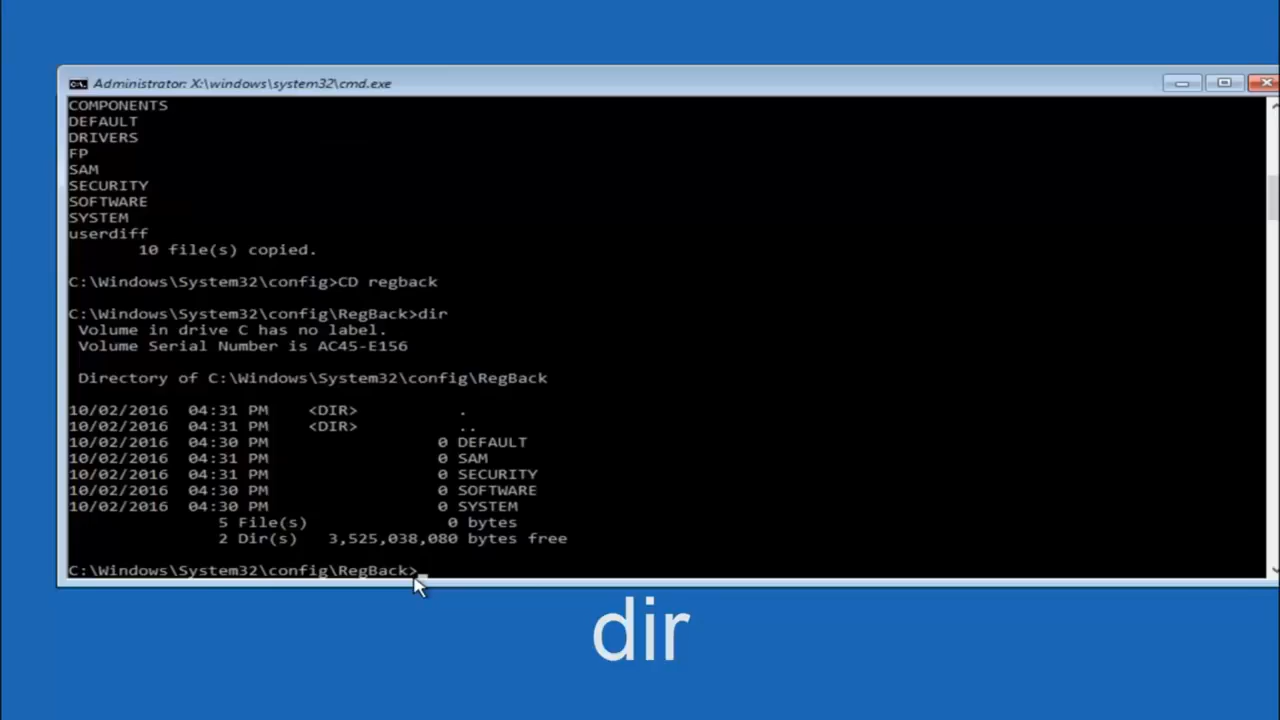 Administrator: X:\windows\system32\cmd.exe
COMPONENTS
DEFAULT
DRIVERS
FP
SAM
SECURITY
SOFTWARE
SYSTEM
userdiff
10 file(s) copied.
C:\Windows\System32\config>CD regback
C:\Windows\System32\config\RegBack>dir
Volume in drive C has no label.
Volume Serial Number is AC45-E156
Directory of C:\Windows\System32\config\RegBack
10/02/2016 04:31 PM <DIR> .
10/02/2016 04:31 PM <DIR> ..
10/02/2016 04:30 PM 0 DEFAULT
10/02/2016 04:31 PM 0 SAM
10/02/2016 04:31 PM 0 SECURITY
10/02/2016 04:30 PM 0 SOFTWARE
10/02/2016 04:30 PM 0 SYSTEM
5 File(s) 0 bytes
2 Dir(s) 3,525,038,080 bytes free
C:\Windows\System32\config\RegBack>_
dir